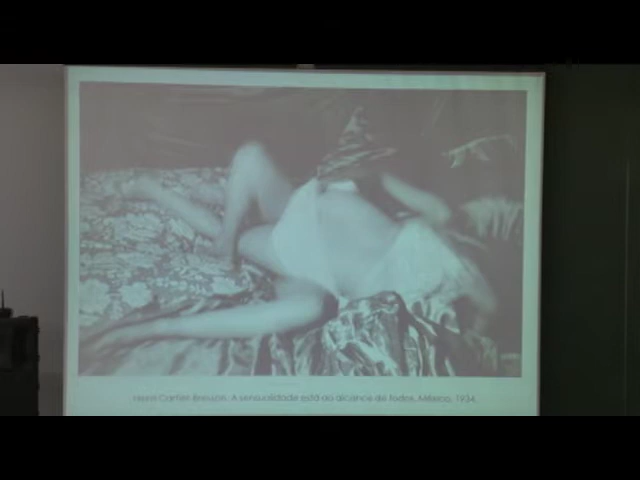 Henri Cartier-Bresson. A sensualidade está ao alcance de todos. México, 1934.